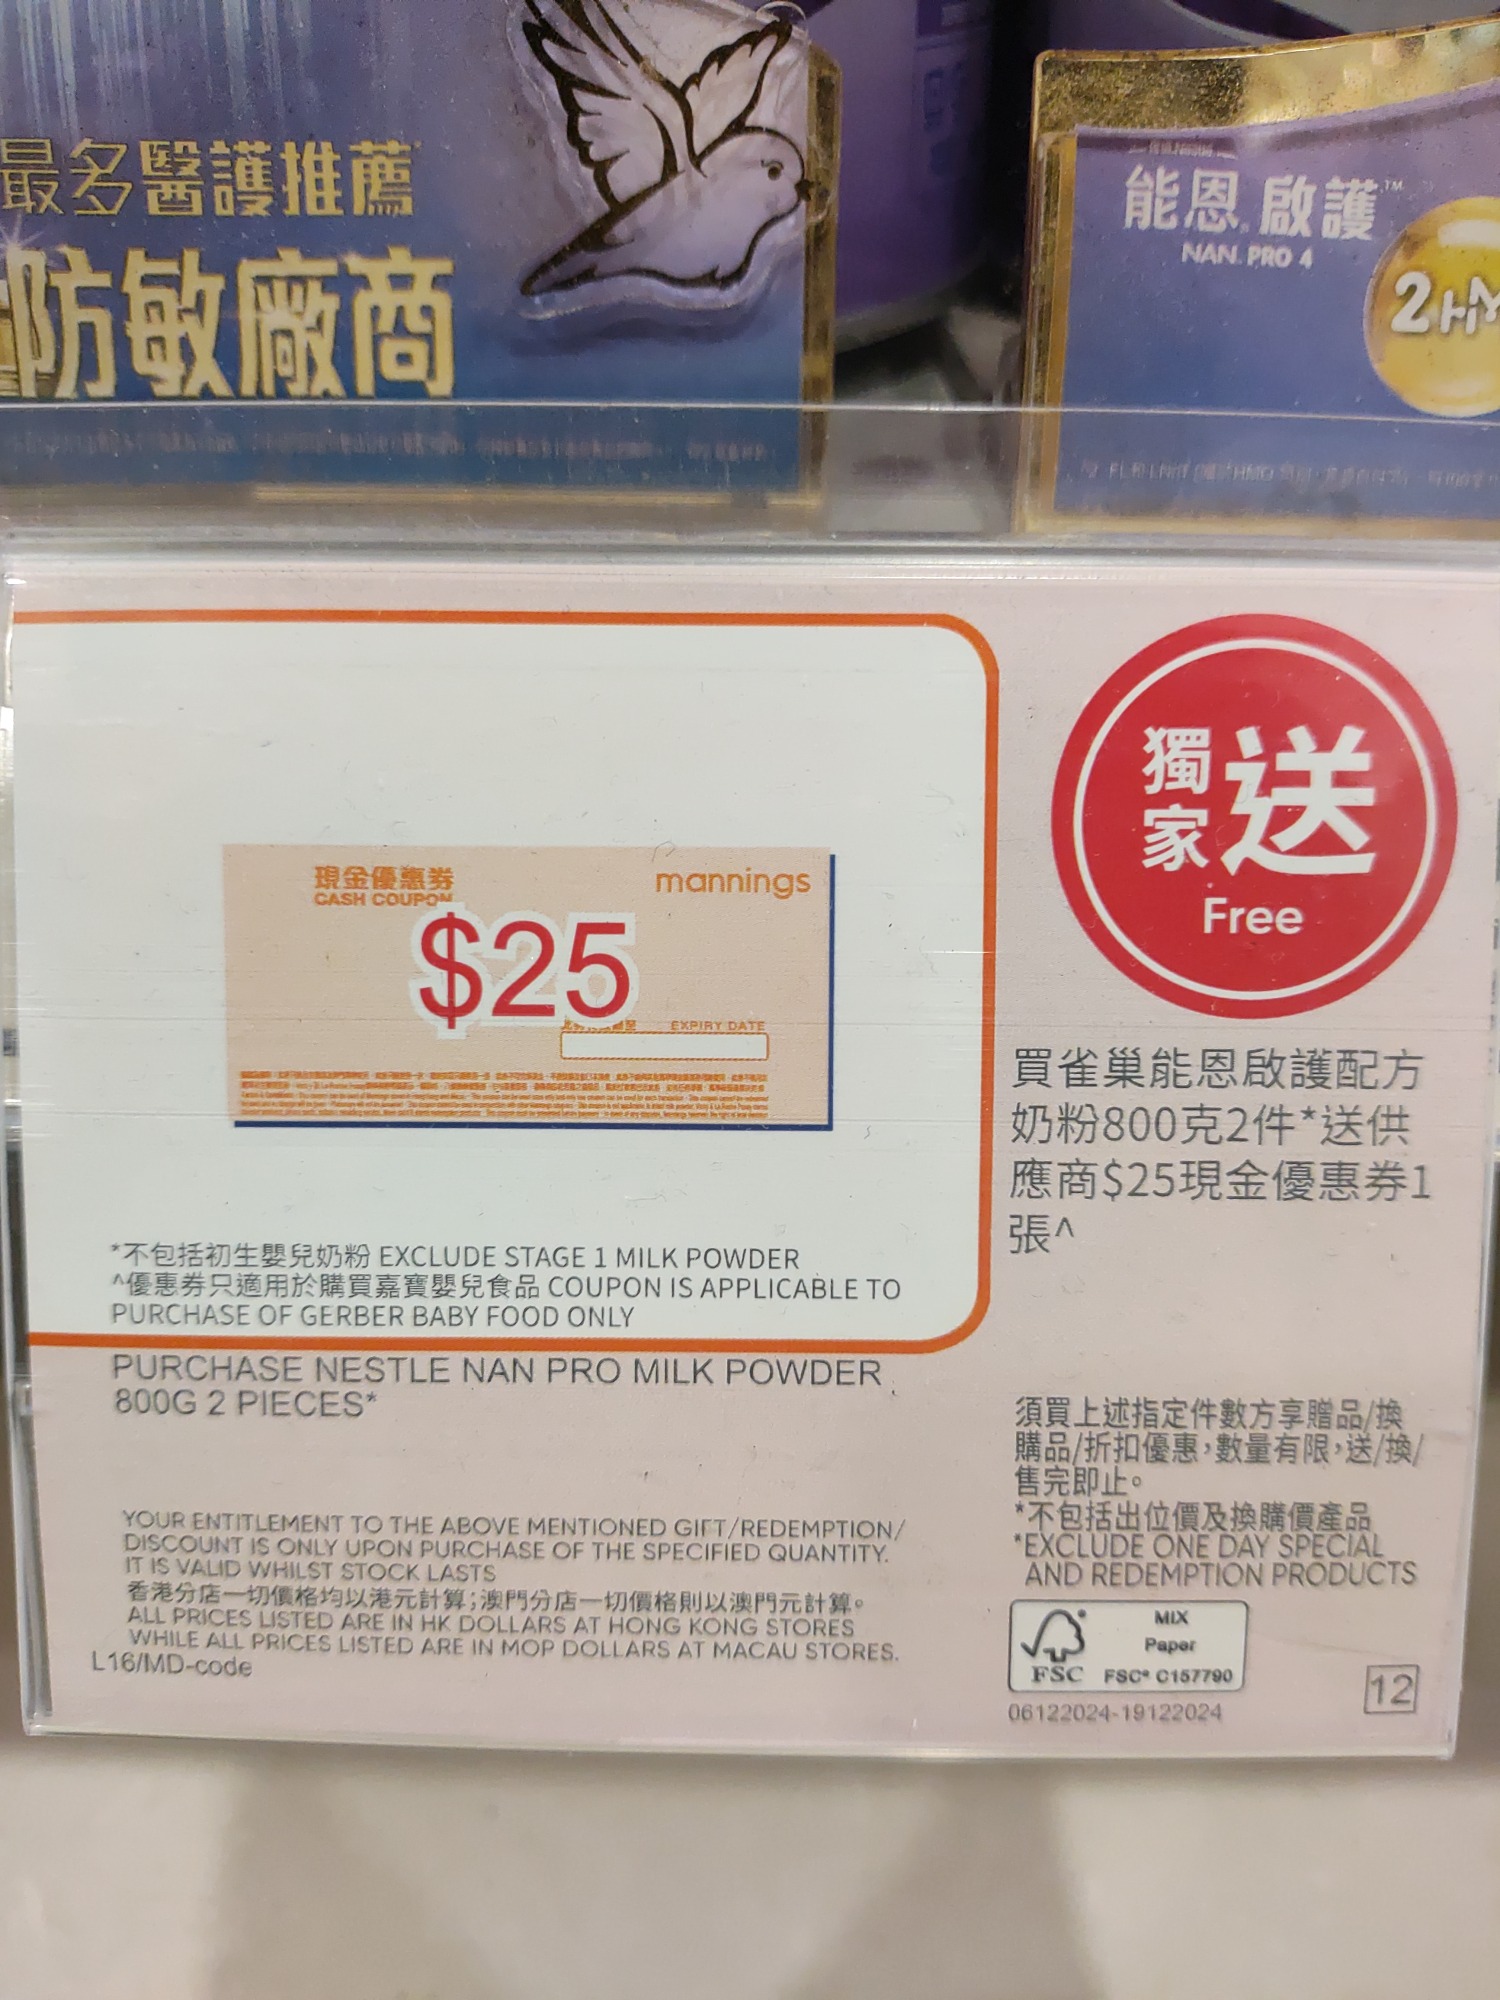 最多醫護推薦
防敏廠商
能恩 啟護™
NAN. PRO 4
獨家送
Free
現金優惠券
CASH COUPON
mannings
$25
EXPIRY DATE
買雀巢能恩啟護配方
奶粉800克2件*送供
應商$25現金優惠券1
張^
*不包括初生嬰兒奶粉 EXCLUDE STAGE 1 MILK POWDER
^優惠券只適用於購買嘉寶嬰兒食品 COUPON IS APPLICABLE TO
PURCHASE OF GERBER BABY FOOD ONLY
PURCHASE NESTLE NAN PRO MILK POWDER
800G 2 PIECES*
須買上述指定件數方享贈品/換
購品/折扣優惠,數量有限,送/換/
售完即止。
*不包括出位價及換購價產品
*EXCLUDE ONE DAY SPECIAL
AND REDEMPTION PRODUCTS
YOUR ENTITLEMENT TO THE ABOVE MENTIONED GIFT/REDEMPTION/
DISCOUNT IS ONLY UPON PURCHASE OF THE SPECIFIED QUANTITY.
IT IS VALID WHILST STOCK LASTS
香港分店一切價格均以港元計算;澳門分店一切價格則以澳門元計算。
ALL PRICES LISTED ARE IN HK DOLLARS AT HONG KONG STORES
WHILE ALL PRICES LISTED ARE IN MOP DOLLARS AT MACAU STORES.
L16/MD-code
MIX
Paper
FSC FSC® C157790
06122024-19122024
12